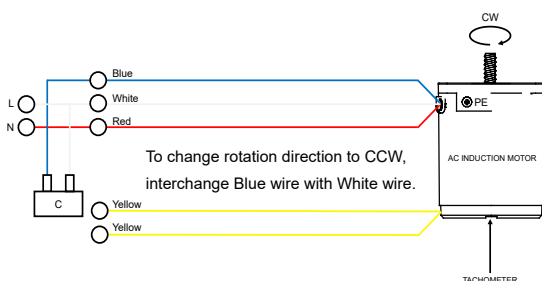 CW
Blue
L
White
PE
N
Red
To change rotation direction to CCW,
interchange Blue wire with White wire.
AC INDUCTION MOTOR
C
Yellow
Yellow
TACHOMETER